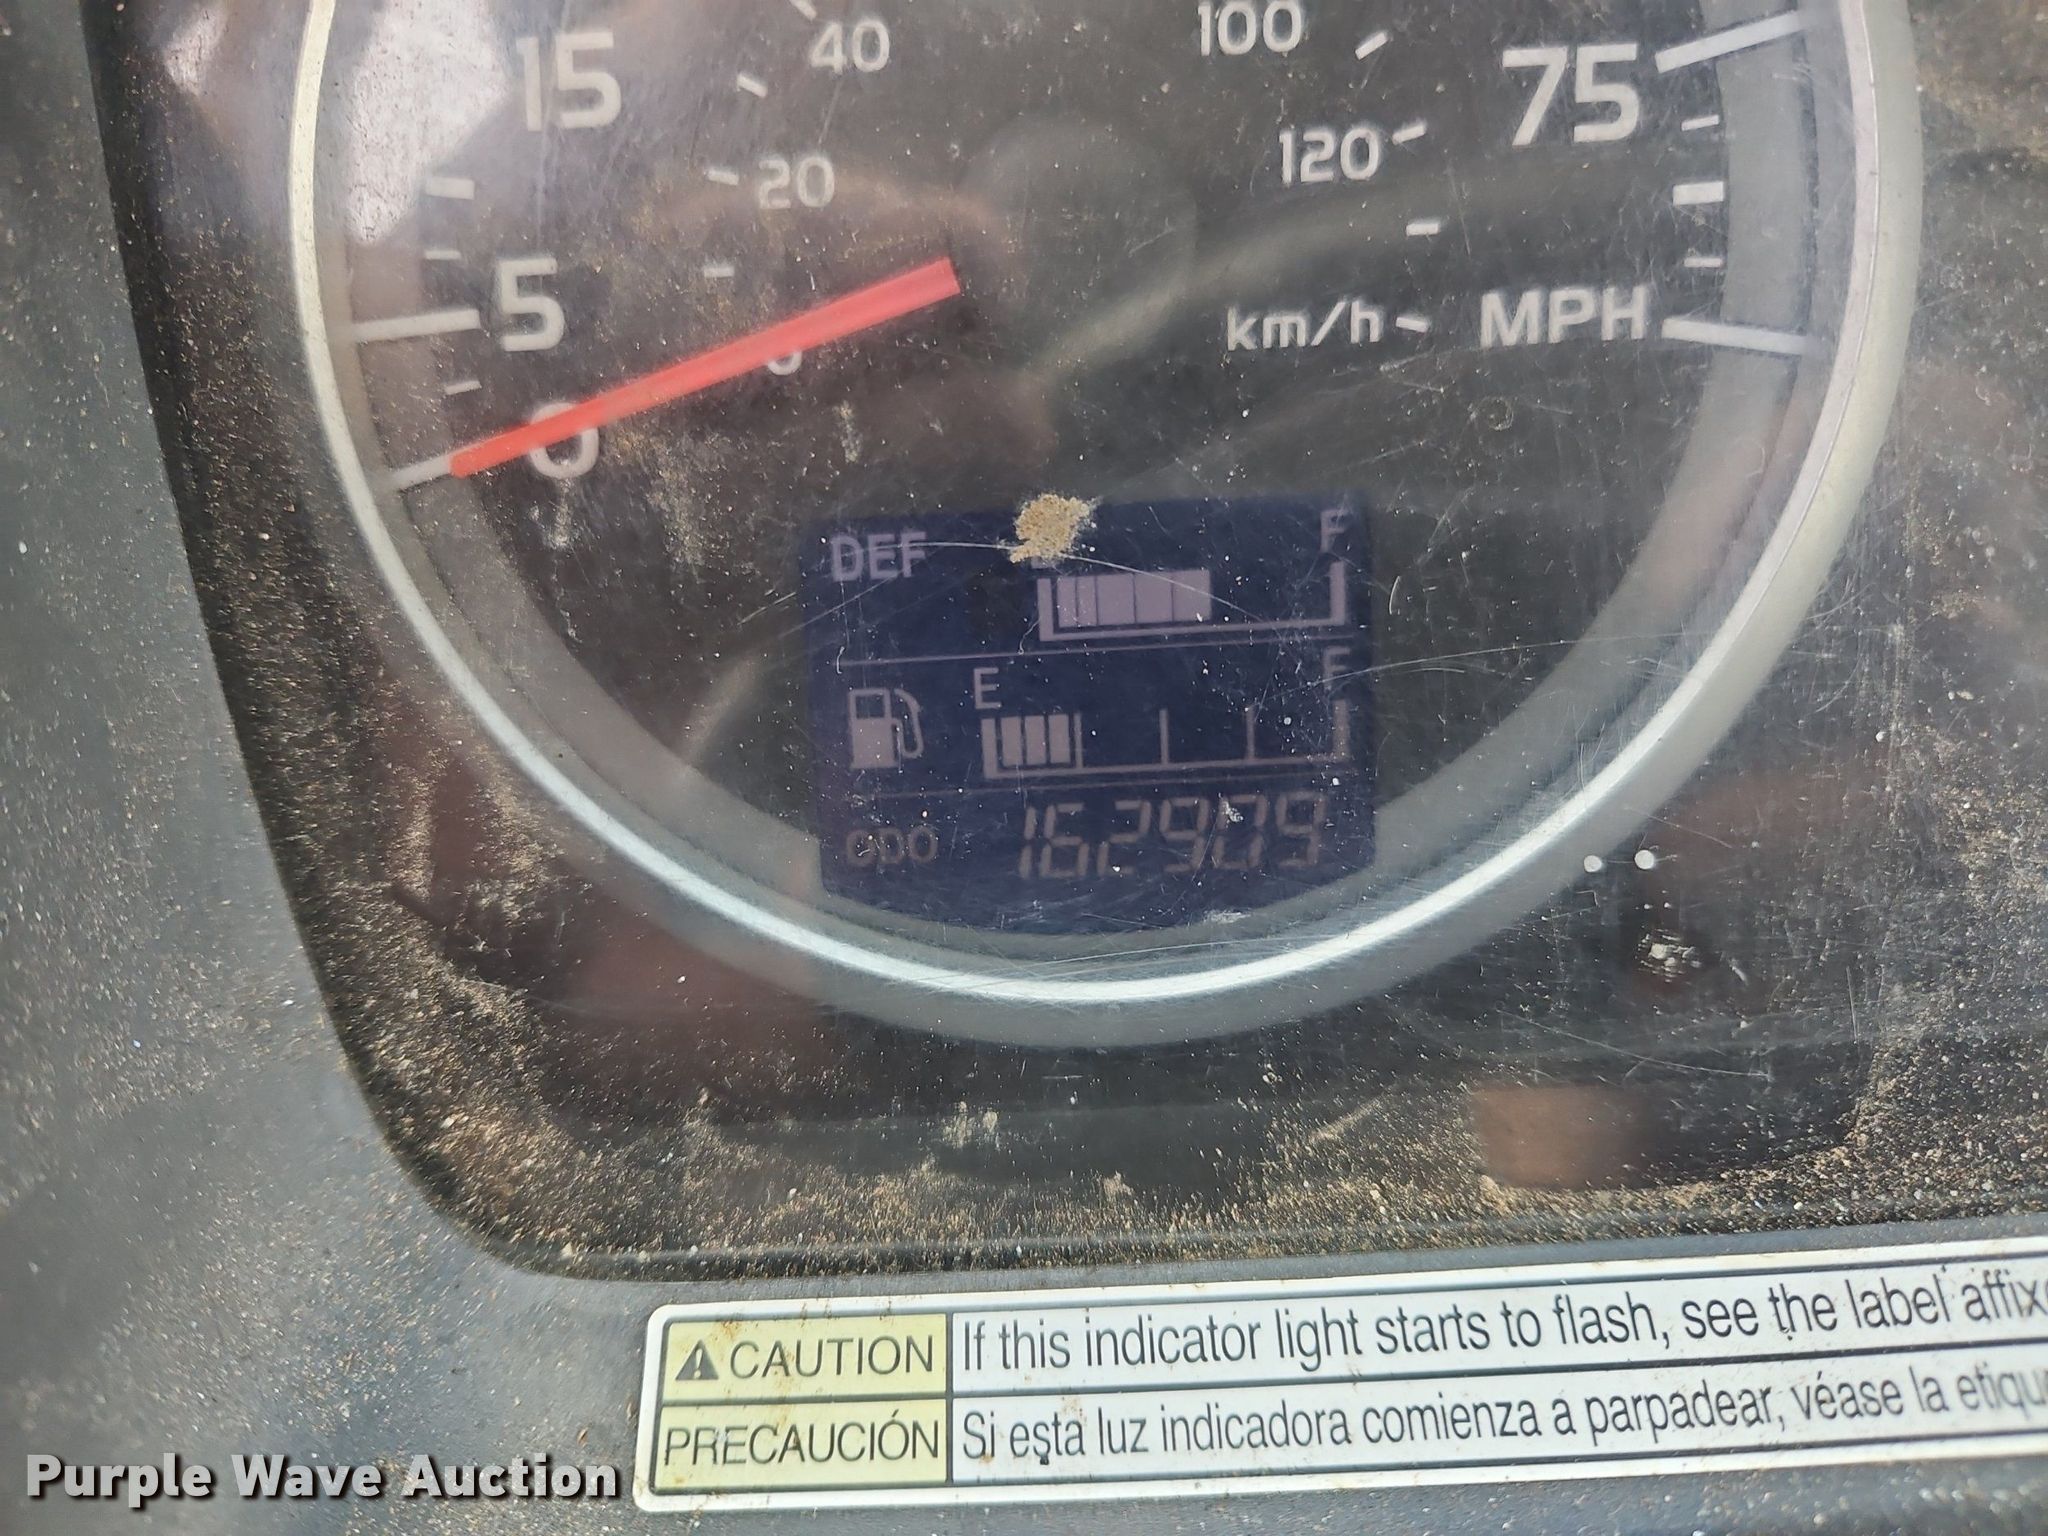 15
40
100
75
20
120
5
km/h
MPH
0
DEF
F
E
F
ODO 162909
CAUTION If this indicator light starts to flash, see the label
PRECAUCIÓN Si esta luz indicadora comienza a parpadear, véase la
Purple Wave Auction